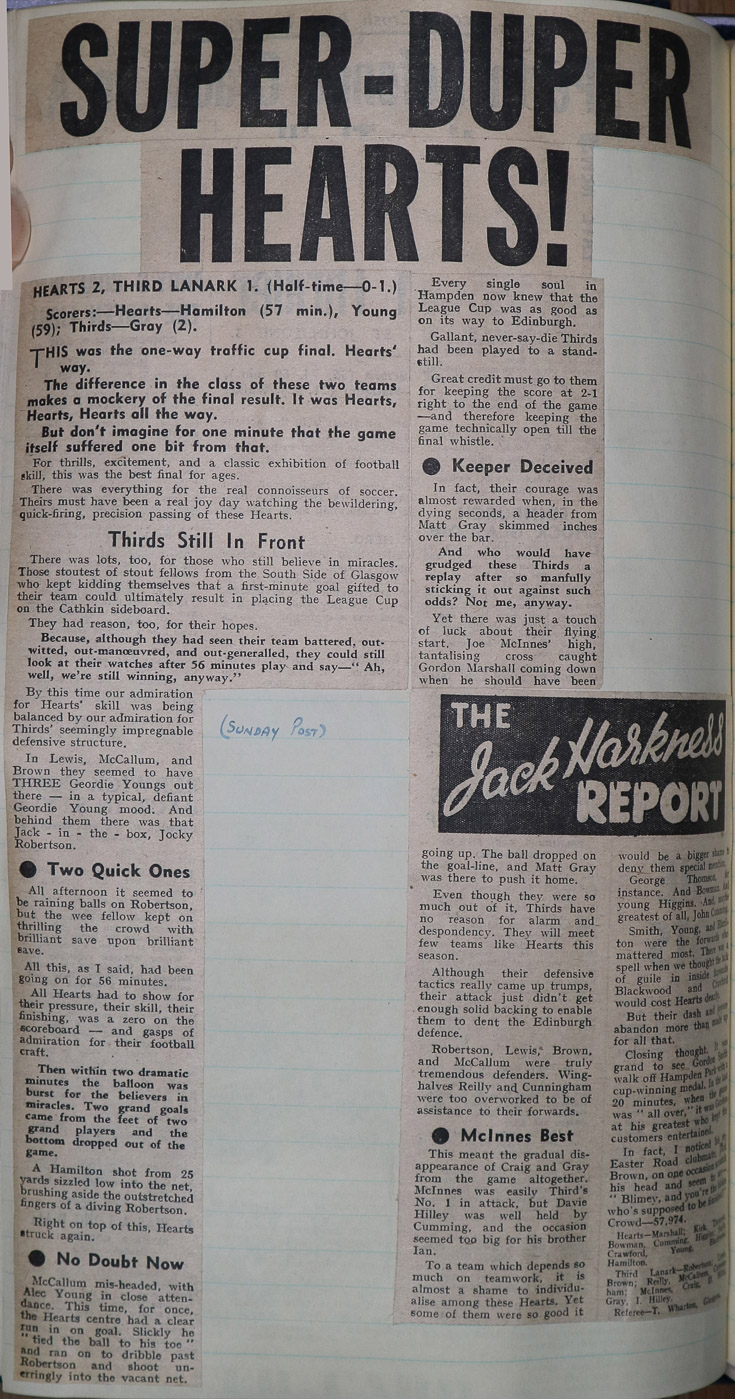 SUPER-DUPER
HEARTS!
HEARTS 2, THIRD LANARK 1. (Half-time—0-1.)
Scorers:—Hearts—Hamilton (57 min.), Young
(59); Thirds—Gray (2).
THIS was the one-way traffic cup final. Hearts'
way.
The difference in the class of these two teams
makes a mockery of the final result. It was Hearts,
Hearts, Hearts all the way.
But don't imagine for one minute that the game
itself suffered one bit from that.
For thrills, excitement, and a classic exhibition of football
skill, this was the best final for ages.
There was everything for the real connoisseurs of soccer.
Theirs must have been a real joy day watching the bewildering,
quick-firing, precision passing of these Hearts.
Thirds Still In Front
There was lots, too, for those who still believe in miracles.
Those stoutest of stout fellows from the South Side of Glasgow
who kept kidding themselves that a first-minute goal gifted to
their team could ultimately result in placing the League Cup
on the Cathkin sideboard.
They had reason, too, for their hopes.
Because, although they had seen their team battered, out-
witted, out-manœuvred, and out-generalled, they could still
look at their watches after 56 minutes play and say—" Ah,
well, we're still winning, anyway."
By this time our admiration
for Hearts' skill was being
balanced by our admiration for
Thirds' seemingly impregnable
defensive structure.
In Lewis, McCallum, and
Brown they seemed to have
THREE Geordie Youngs out
there — in a typical, defiant
Geordie Young mood. And
behind them there was that
Jack - in - the - box, Jocky
Robertson.
Two Quick Ones
All afternoon it seemed to
be raining balls on Robertson,
but the wee fellow kept on
thrilling the crowd with
brilliant save upon brilliant
save.
All this, as I said, had been
going on for 56 minutes.
All Hearts had to show for
their pressure, their skill, their
finishing, was a zero on the
scoreboard — and gasps of
admiration for their football
craft.
Then within two dramatic
minutes the balloon was
burst for the believers in
miracles. Two grand goals
came from the feet of two
grand players and the
bottom dropped out of the
game.
A Hamilton shot from 25
yards sizzled low into the net,
brushing aside the outstretched
fingers of a diving Robertson.
Right on top of this, Hearts
struck again.
No Doubt Now
McCallum mis-headed, with
Alec Young in close atten-
dance. This time, for once,
the Hearts centre had a clear
run in on goal. Slickly he
" tied the ball to his toe "
and ran on to dribble past
Robertson and shoot un-
erringly into the vacant net.
Every single soul in
Hampden now knew that the
League Cup was as good as
on its way to Edinburgh.
Gallant, never-say-die Thirds
had been played to a stand-
still.
Great credit must go to them
for keeping the score at 2-1
right to the end of the game
—and therefore keeping the
game technically open till the
final whistle.
Keeper Deceived
In fact, their courage was
almost rewarded when, in the
dying seconds, a header from
Matt Gray skimmed inches
over the bar.
And who would have
grudged these Thirds a
replay after so manfully
sticking it out against such
odds? Not me, anyway.
Yet there was just a touch
of luck about their flying
start. Joe McInnes' high,
tantalising cross caught
Gordon Marshall coming down
when he should have been
(SUNDAY POST)
THE
Jack Harkness
REPORT
going up. The ball dropped on
the goal-line, and Matt Gray
was there to push it home.
Even though they were so
much out of it, Thirds have
no reason for alarm and
despondency. They will meet
few teams like Hearts this
season.
Although their defensive
tactics really came up trumps,
their attack just didn't get
enough solid backing to enable
them to dent the Edinburgh
defence.
Robertson, Lewis, Brown,
and McCallum were truly
tremendous defenders. Wing-
halves Reilly and Cunningham
were too overworked to be of
assistance to their forwards.
McInnes Best
This meant the gradual dis-
appearance of Craig and Gray
from the game altogether.
McInnes was easily Third's
No. 1 in attack, but Davie
Hilley was well held by
Cumming, and the occasion
seemed too big for his brother
Ian.
To a team which depends so
much on teamwork, it is
almost a shame to individu-
alise among these Hearts. Yet
some of them were so good it
would be a bigger shame
deny them special
George Thomson,
instance. And Bowman.
young Higgins. And,
greatest of all, John
Smith, Young, and
ton were the forwards
mattered most. There
spell when we thought the
of guile in inside
Blackwood and
would cost Hearts dearly.
But their dash and
abandon more than
for all that.
Closing thought. It
grand to see Gordon
walk off Hampden Park
cup-winning medal. In the
20 minutes, when the
was " all over," it was
at his greatest who
customers entertained.
In fact, I noticed
Easter Road clubman
Brown, on one occasion
his head and seem to
" Blimey, and you're the
who's supposed to be
Crowd—57,974.
Hearts—Marshall; Kirk,
Bowman, Cumming, Higgins,
Crawford, Young,
Hamilton.
Third Lanark—Robertson;
Brown; Reilly, McCallum,
ham; McInnes, Craig, D.
Gray, I. Hilley.
Referee—T. Wharton,